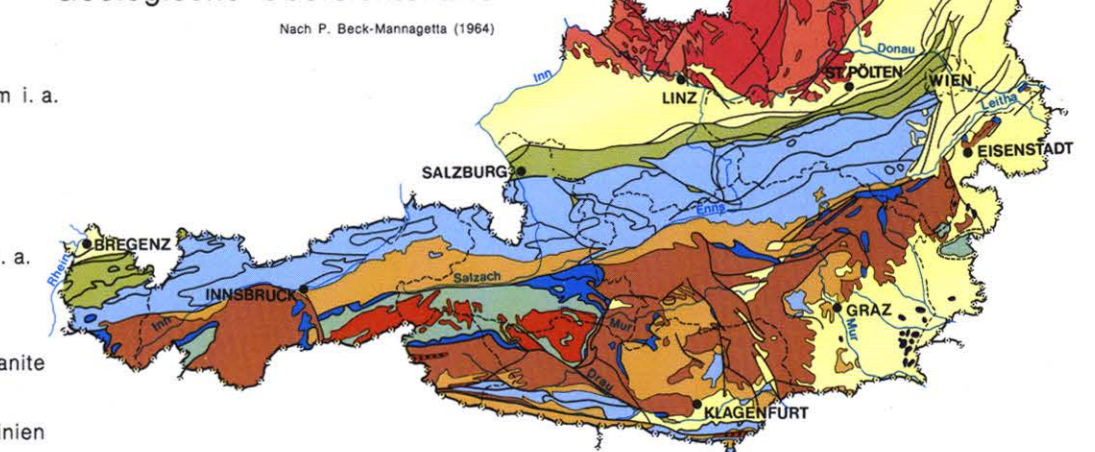 Nach P. Beck-Mannagetta (1964)
Donau
Inn
ST.PÖLTEN
WIEN
m i. a.
LINZ
Leitha
EISENSTADT
SALZBURG
Enns
BREGENZ
. a.
Rhein
Salzach
INNSBRUCK
GRAZ
Inn
Mur
Mur
anite
Drau
KLAGENFURT
inien